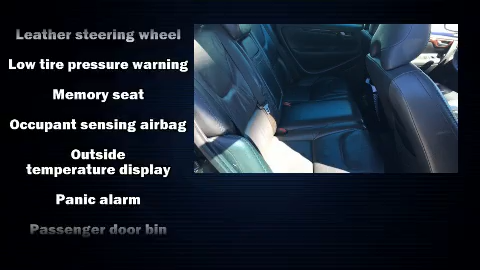 Leather steering wheel
Low tire pressure warning
Memory seat
Occupant sensing airbag
Outside
temperature display
Panic alarm
Passenger door bin